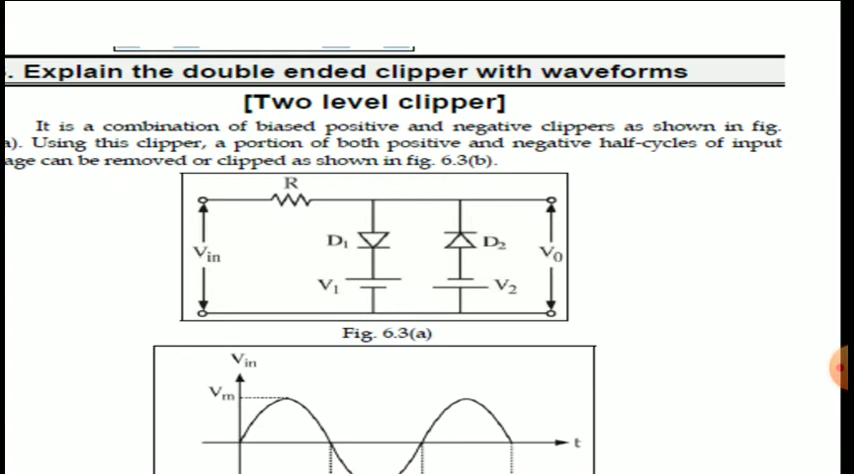 . Explain the double ended clipper with waveforms
[Two level clipper]
It is a combination of biased positive and negative clippers as shown in fig.
a). Using this clipper, a portion of both positive and negative half-cycles of input
age can be removed or clipped as shown in fig. 6.3(b).
R
D₁
D₂
Vin
V₀
V₁
V₂
Fig. 6.3(a)
Vin
Vm
t